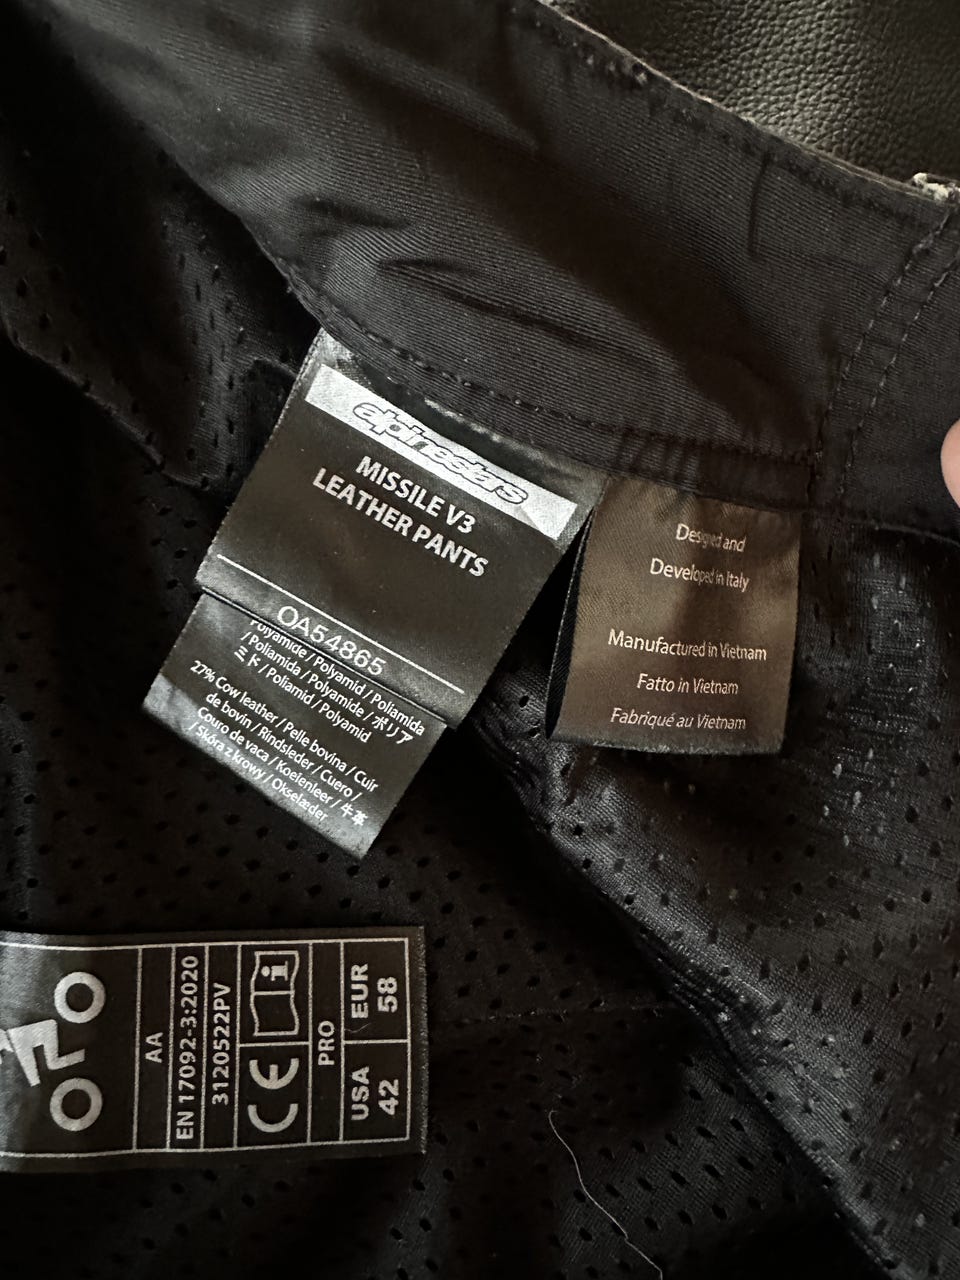 alpinestars
MISSILE V3
LEATHER PANTS
OA54865
Polyamide / Polyamid / Poliamida
/ Poliamida / Polyamide / ポリア
ミド / Poliamid / Polyamid
27% Cow leather / Pelle bovina / Cuir
de bovin / Rindsleder / Cuero /
Couro de vaca / Koeienleer / 牛革
/ Skóra z krowy / Okselæder
Designed and
Developed in Italy
Manufactured in Vietnam
Fatto in Vietnam
Fabriqué au Vietnam
AA
EN 17092-3:2020
3120522PV
i
CE
PRO
USA
42
EUR
58